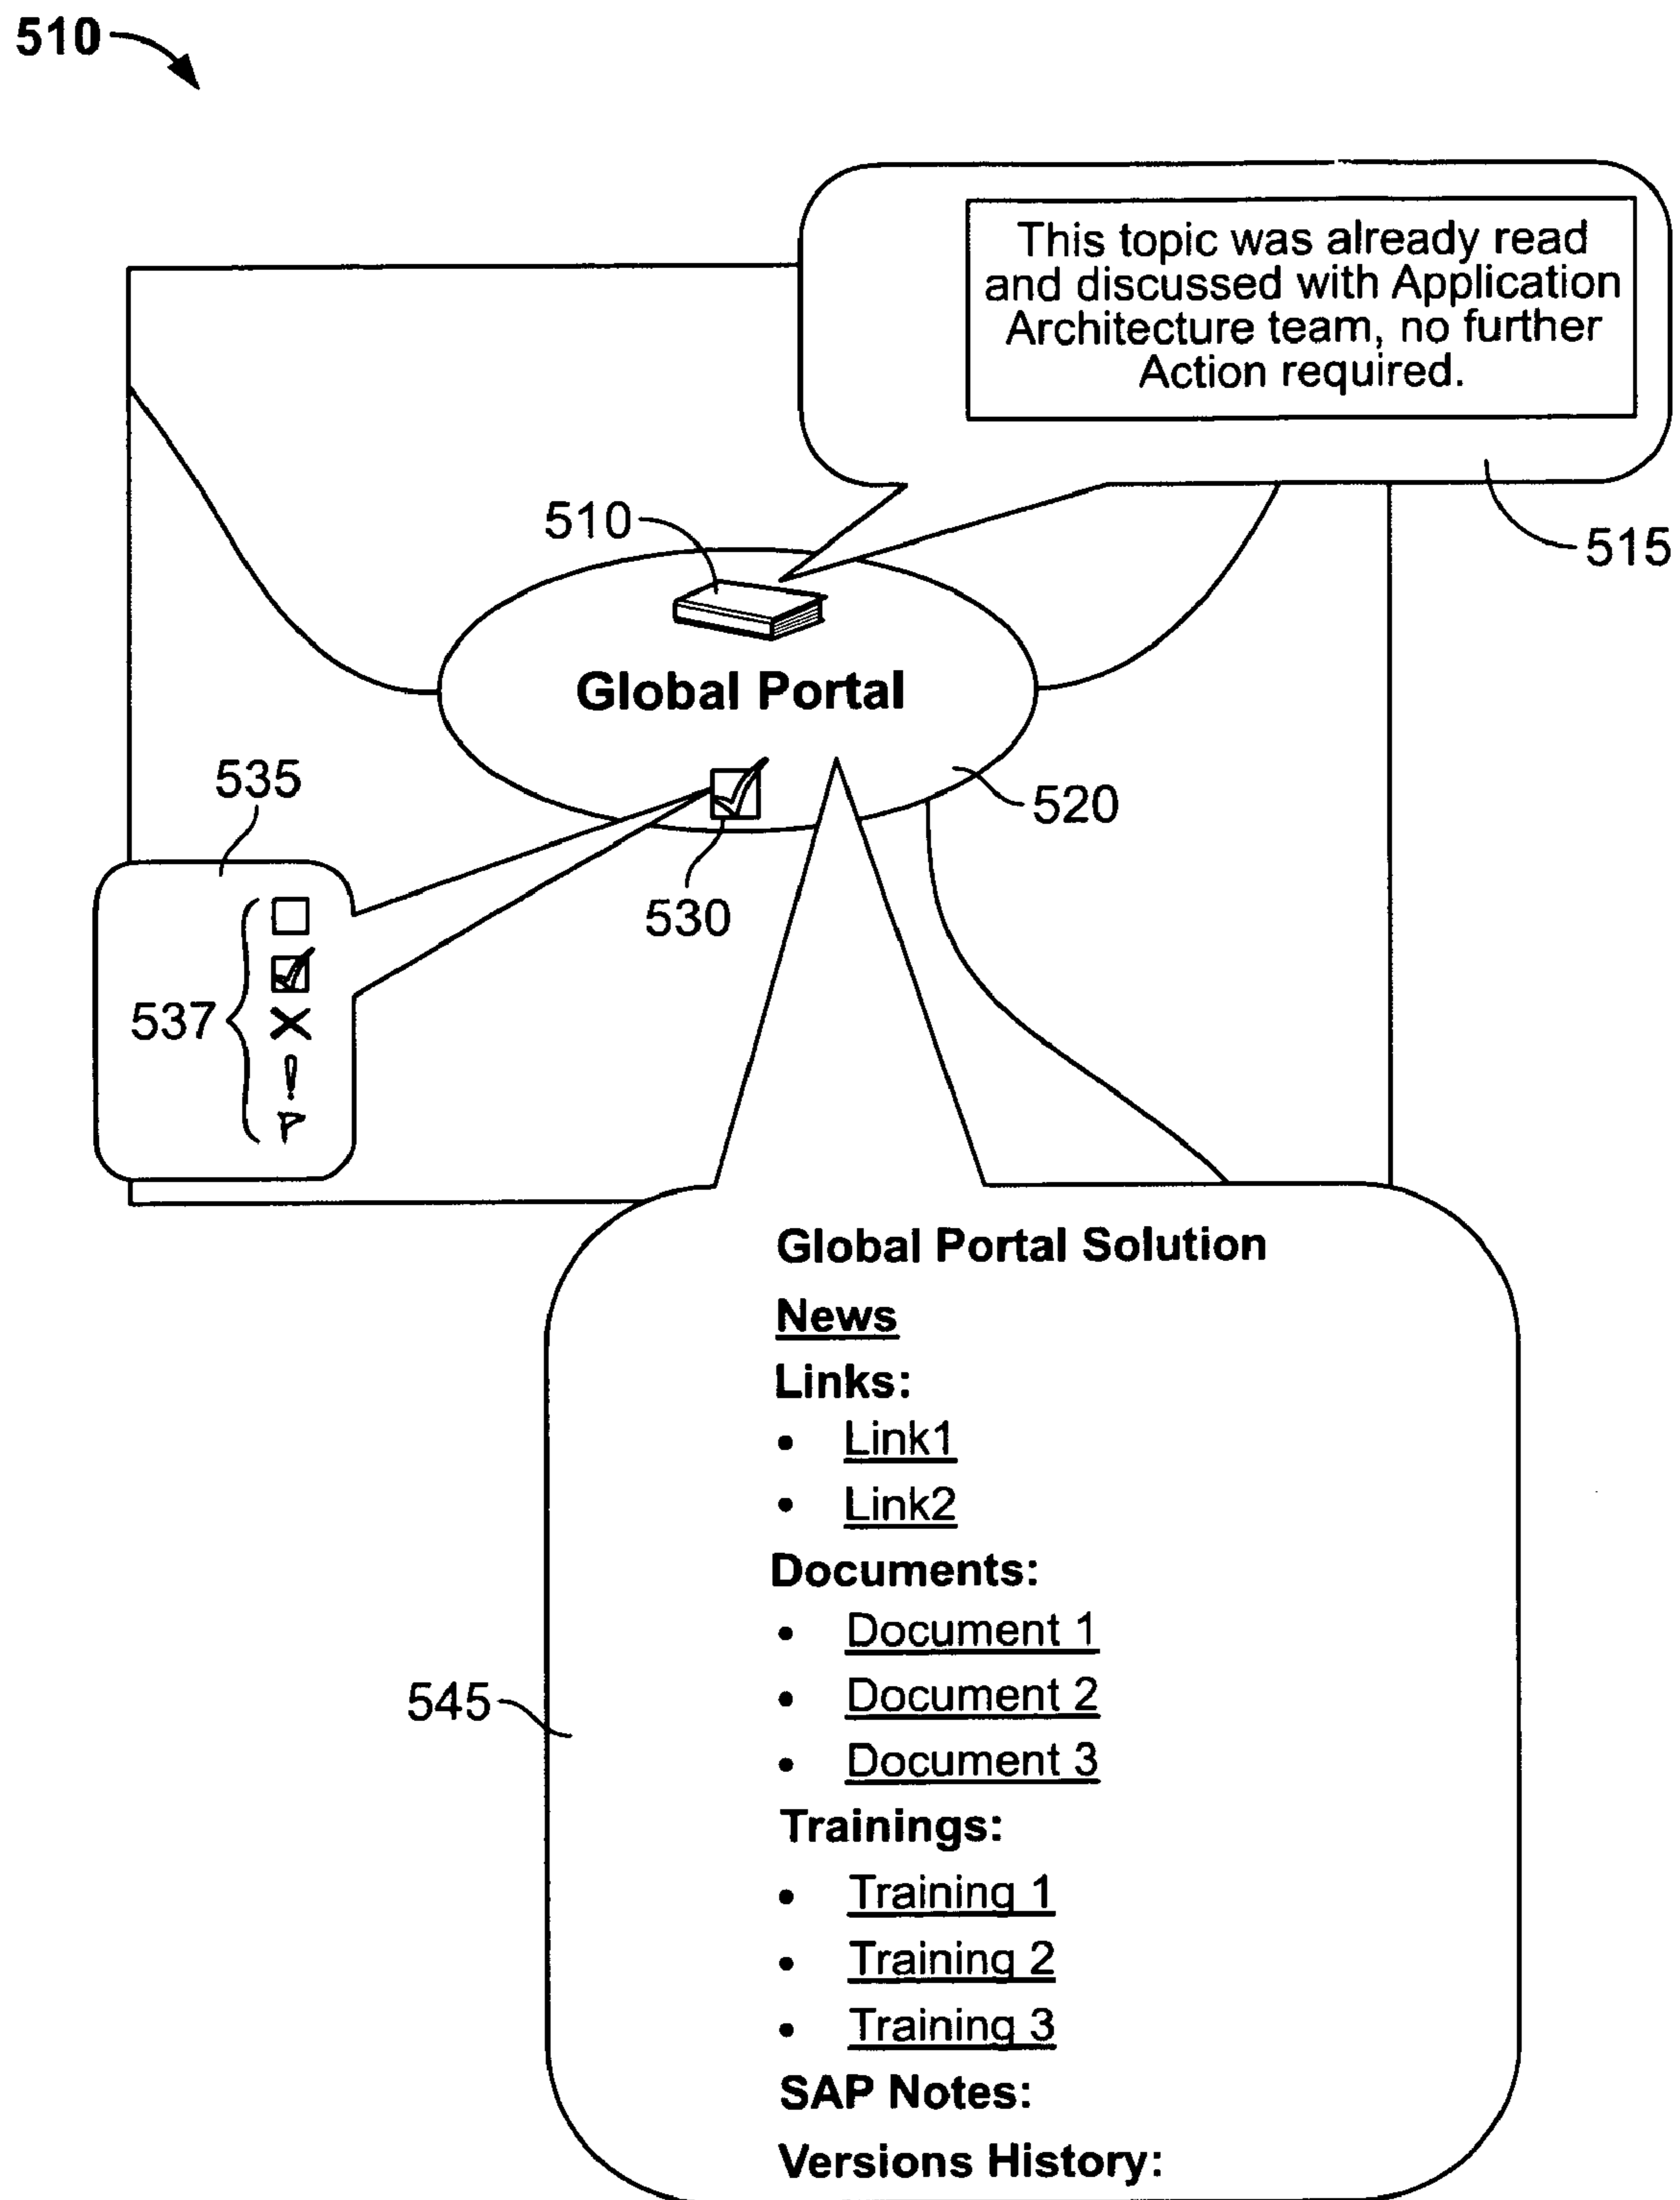 510
This topic was already read
and discussed with Application
Architecture team, no further
Action required.
510
515
Global Portal
535
520
530
537
Global Portal Solution
News
Links:
• Link1
• Link2
Documents:
• Document 1
• Document 2
• Document 3
545
Trainings:
• Training 1
• Training 2
• Training 3
SAP Notes:
Versions History: